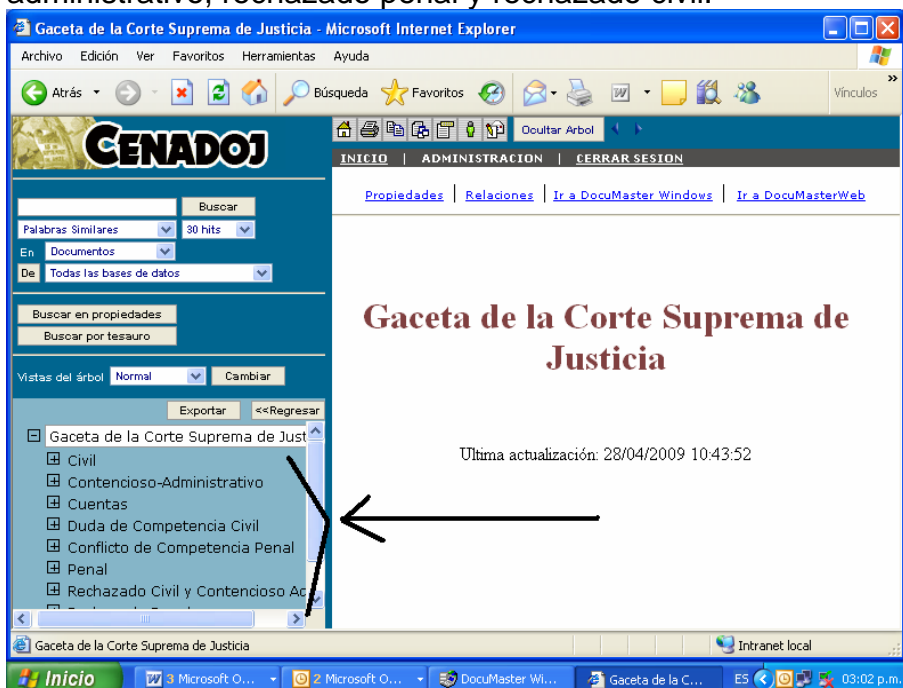 administrativo, rechazado penal y rechazado civil.
Gaceta de la Corte Suprema de Justicia - Microsoft Internet Explorer
Archivo Edición Ver Favoritos Herramientas Ayuda
Atrás Búsqueda Favoritos Vínculos
CENADOJ
Ocultar Arbol
INICIO | ADMINISTRACION | CERRAR SESION
Propiedades | Relaciones | Ir a DocuMaster Windows | Ir a DocuMasterWeb
Buscar
Palabras Similares 30 hits
En Documentos
De Todas las bases de datos
Buscar en propiedades
Buscar por tesauro
Vistas del árbol Normal Cambiar
Exportar <<Regresar
Gaceta de la Corte Suprema de Just
Civil
Contencioso-Administrativo
Cuentas
Duda de Competencia Civil
Conflicto de Competencia Penal
Penal
Rechazado Civil y Contencioso Ad
Gaceta de la Corte Suprema de
Justicia
Ultima actualización: 28/04/2009 10:43:52
Gaceta de la Corte Suprema de Justicia Intranet local
Inicio 3 Microsoft O... 2 Microsoft O... DocuMaster Wi... Gaceta de la C... ES 03:02 p.m.